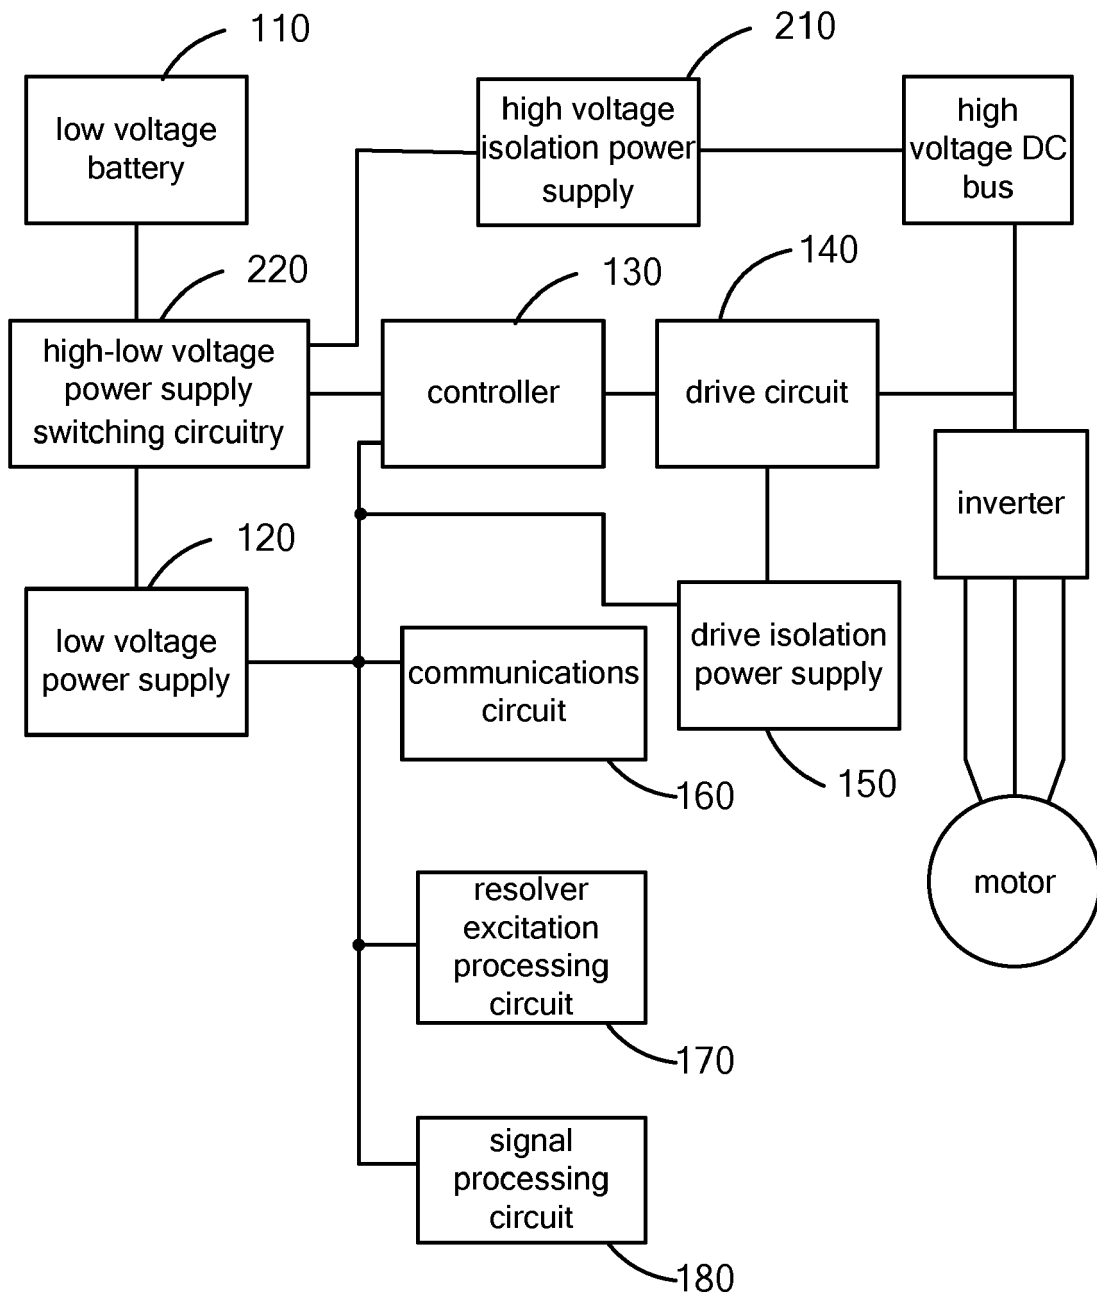 110
210
low voltage
battery
high voltage
isolation power
supply
high
voltage DC
bus
220
130
140
high-low voltage
power supply
switching circuitry
controller
drive circuit
inverter
120
low voltage
power supply
communications
circuit
drive isolation
power supply
160
150
motor
resolver
excitation
processing
circuit
170
signal
processing
circuit
180